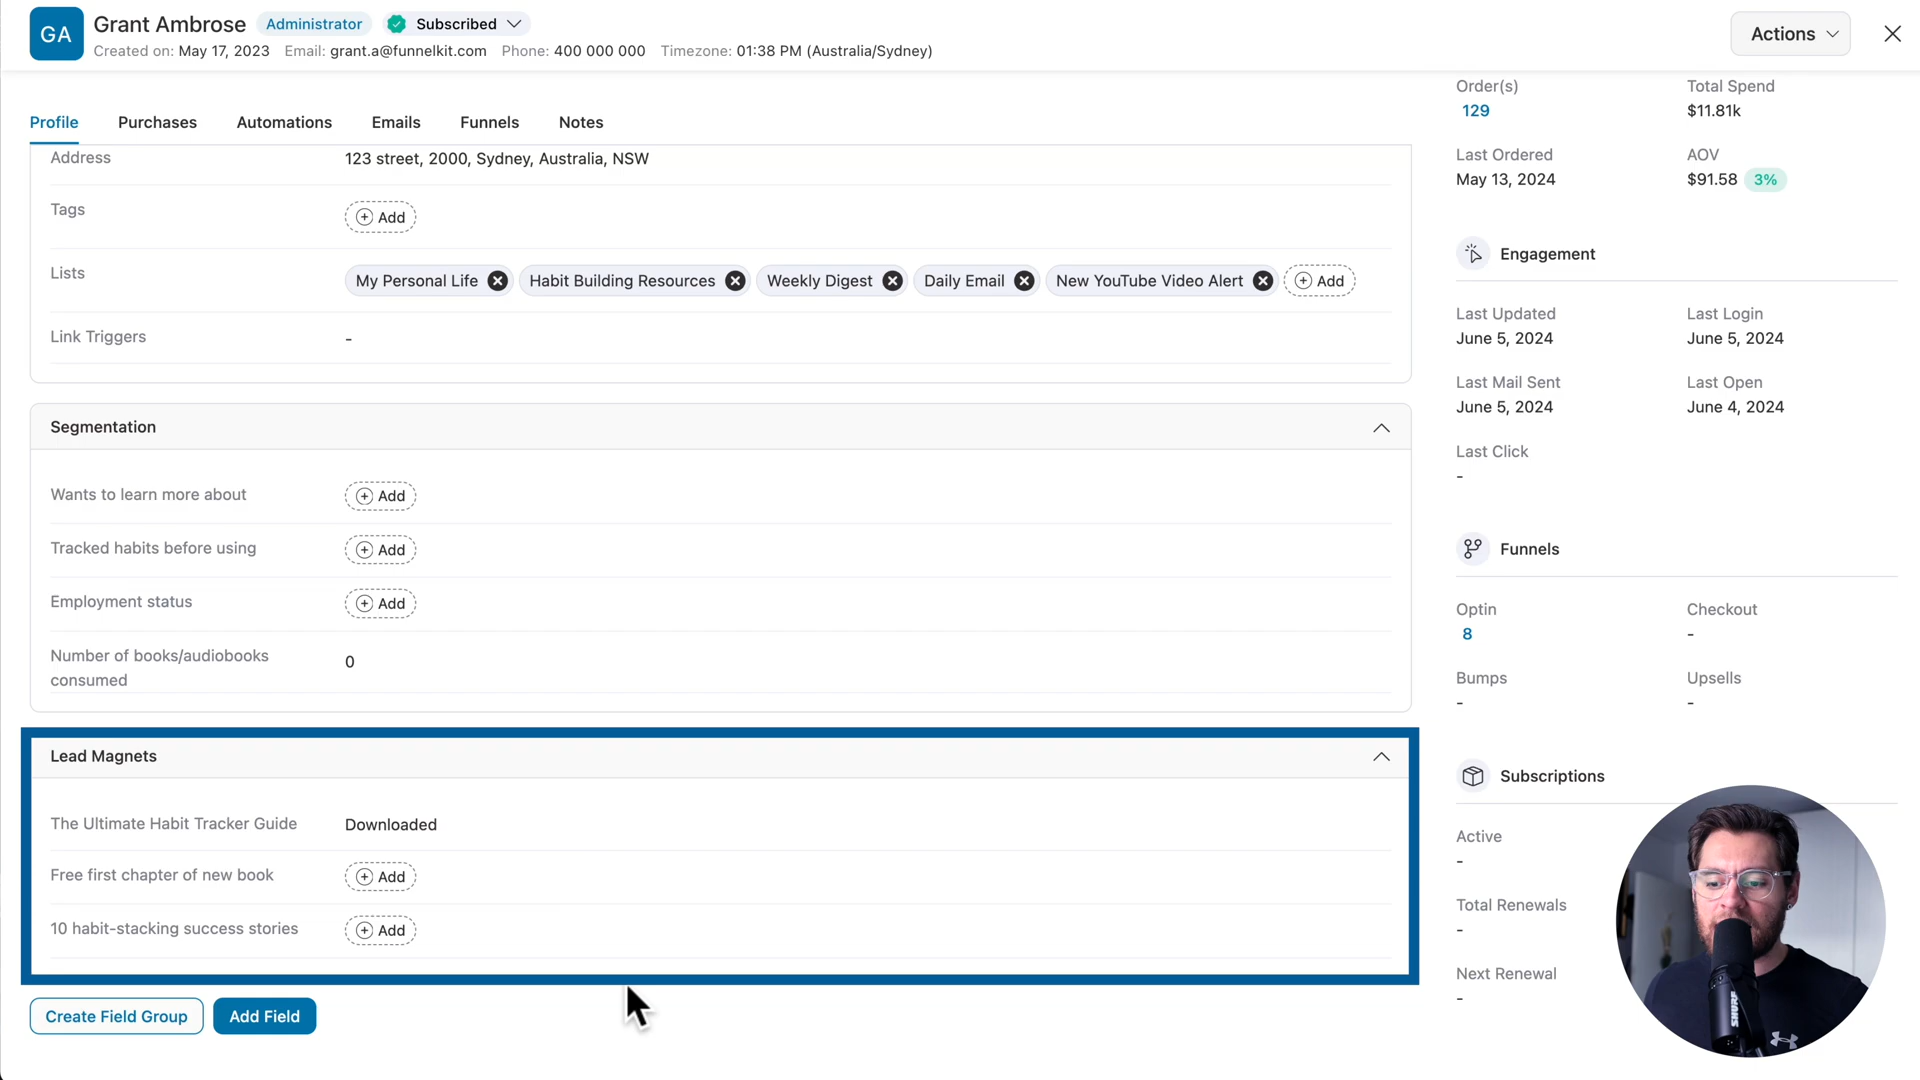 GA
Grant Ambrose Administrator Subscribed
Created on: May 17, 2023 Email: grant.a@funnelkit.com Phone: 400 000 000 Timezone: 01:38 PM (Australia/Sydney)
Actions
Profile Purchases Automations Emails Funnels Notes
Address 123 street, 2000, Sydney, Australia, NSW
Tags Add
Lists My Personal Life Habit Building Resources Weekly Digest Daily Email New YouTube Video Alert Add
Link Triggers -
Segmentation
Wants to learn more about Add
Tracked habits before using Add
Employment status Add
Number of books/audiobooks 0
consumed
Lead Magnets
The Ultimate Habit Tracker Guide Downloaded
Free first chapter of new book Add
10 habit-stacking success stories Add
Create Field Group Add Field
Order(s) Total Spend
129 $11.81k
Last Ordered AOV
May 13, 2024 $91.58 3%
Engagement
Last Updated Last Login
June 5, 2024 June 5, 2024
Last Mail Sent Last Open
June 5, 2024 June 4, 2024
Last Click
-
Funnels
Optin Checkout
8 -
Bumps Upsells
- -
Subscriptions
Active
-
Total Renewals
-
Next Renewal
-
SHURE